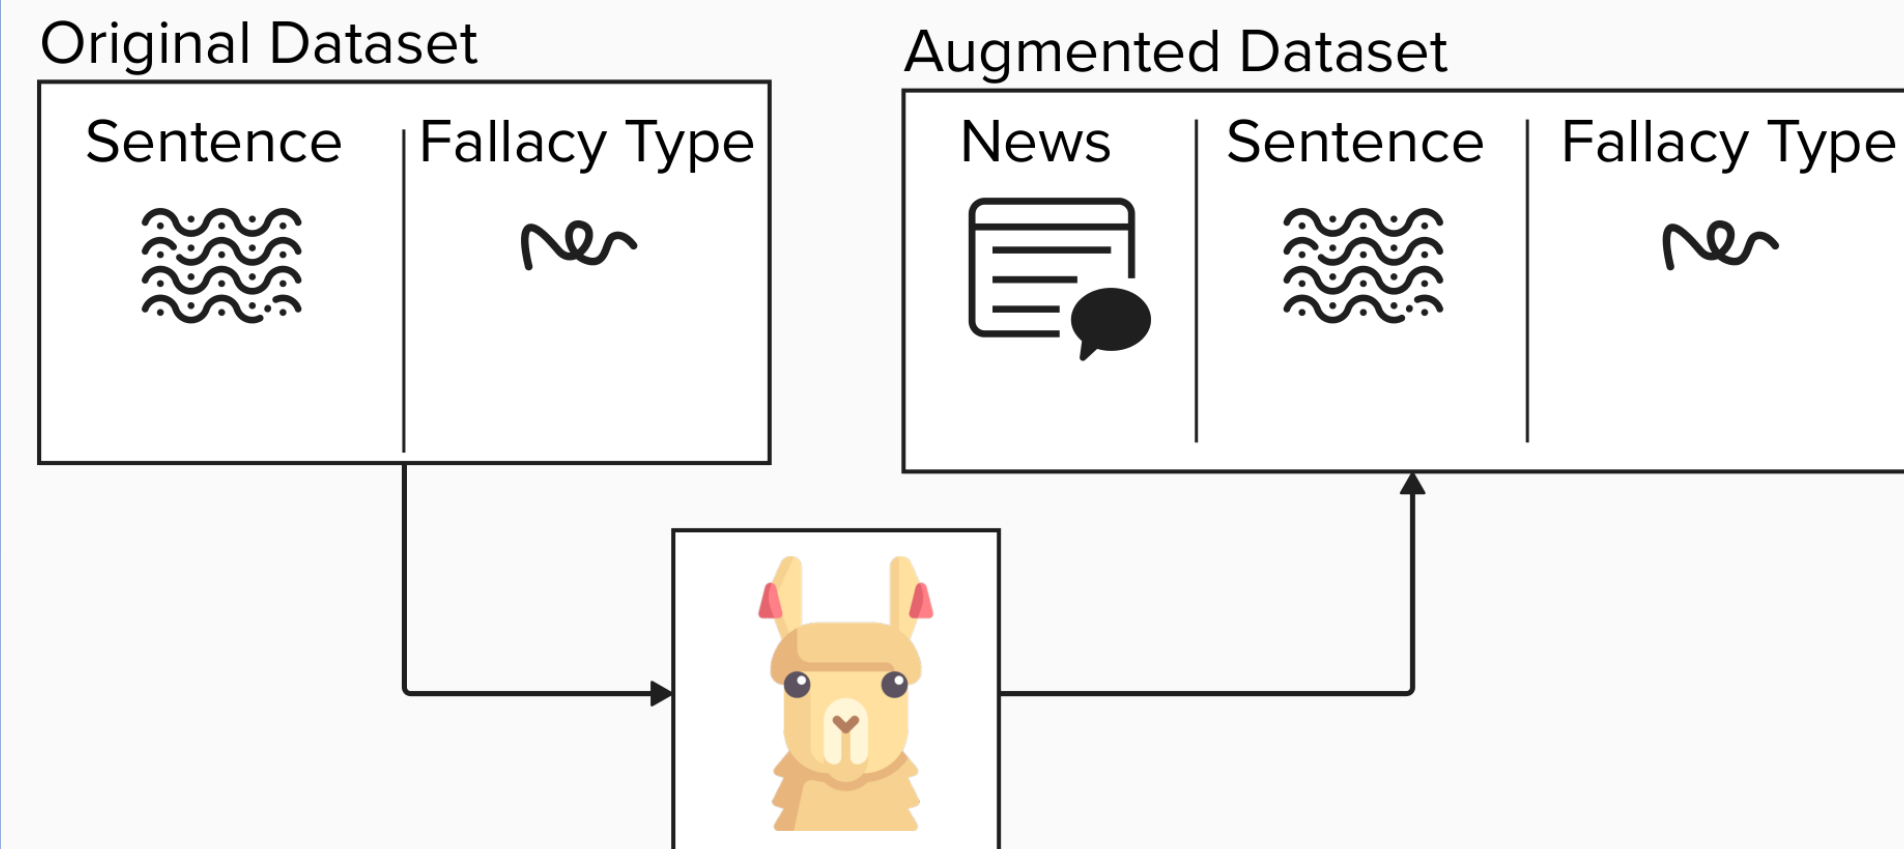 Original Dataset
Sentence
Fallacy Type
Augmented Dataset
News
Sentence
Fallacy Type